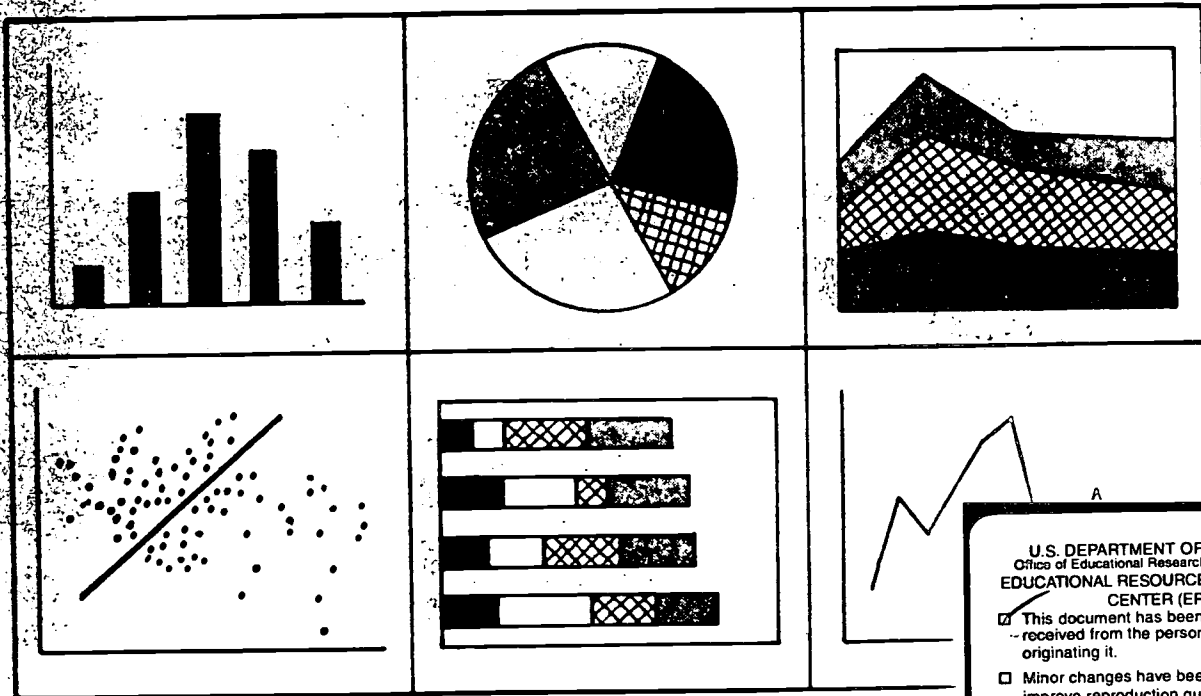 A
U.S. DEPARTMENT OF
Office of Educational Research
EDUCATIONAL RESOURCE
CENTER (ER
This document has been
received from the person
originating it.
Minor changes have bee